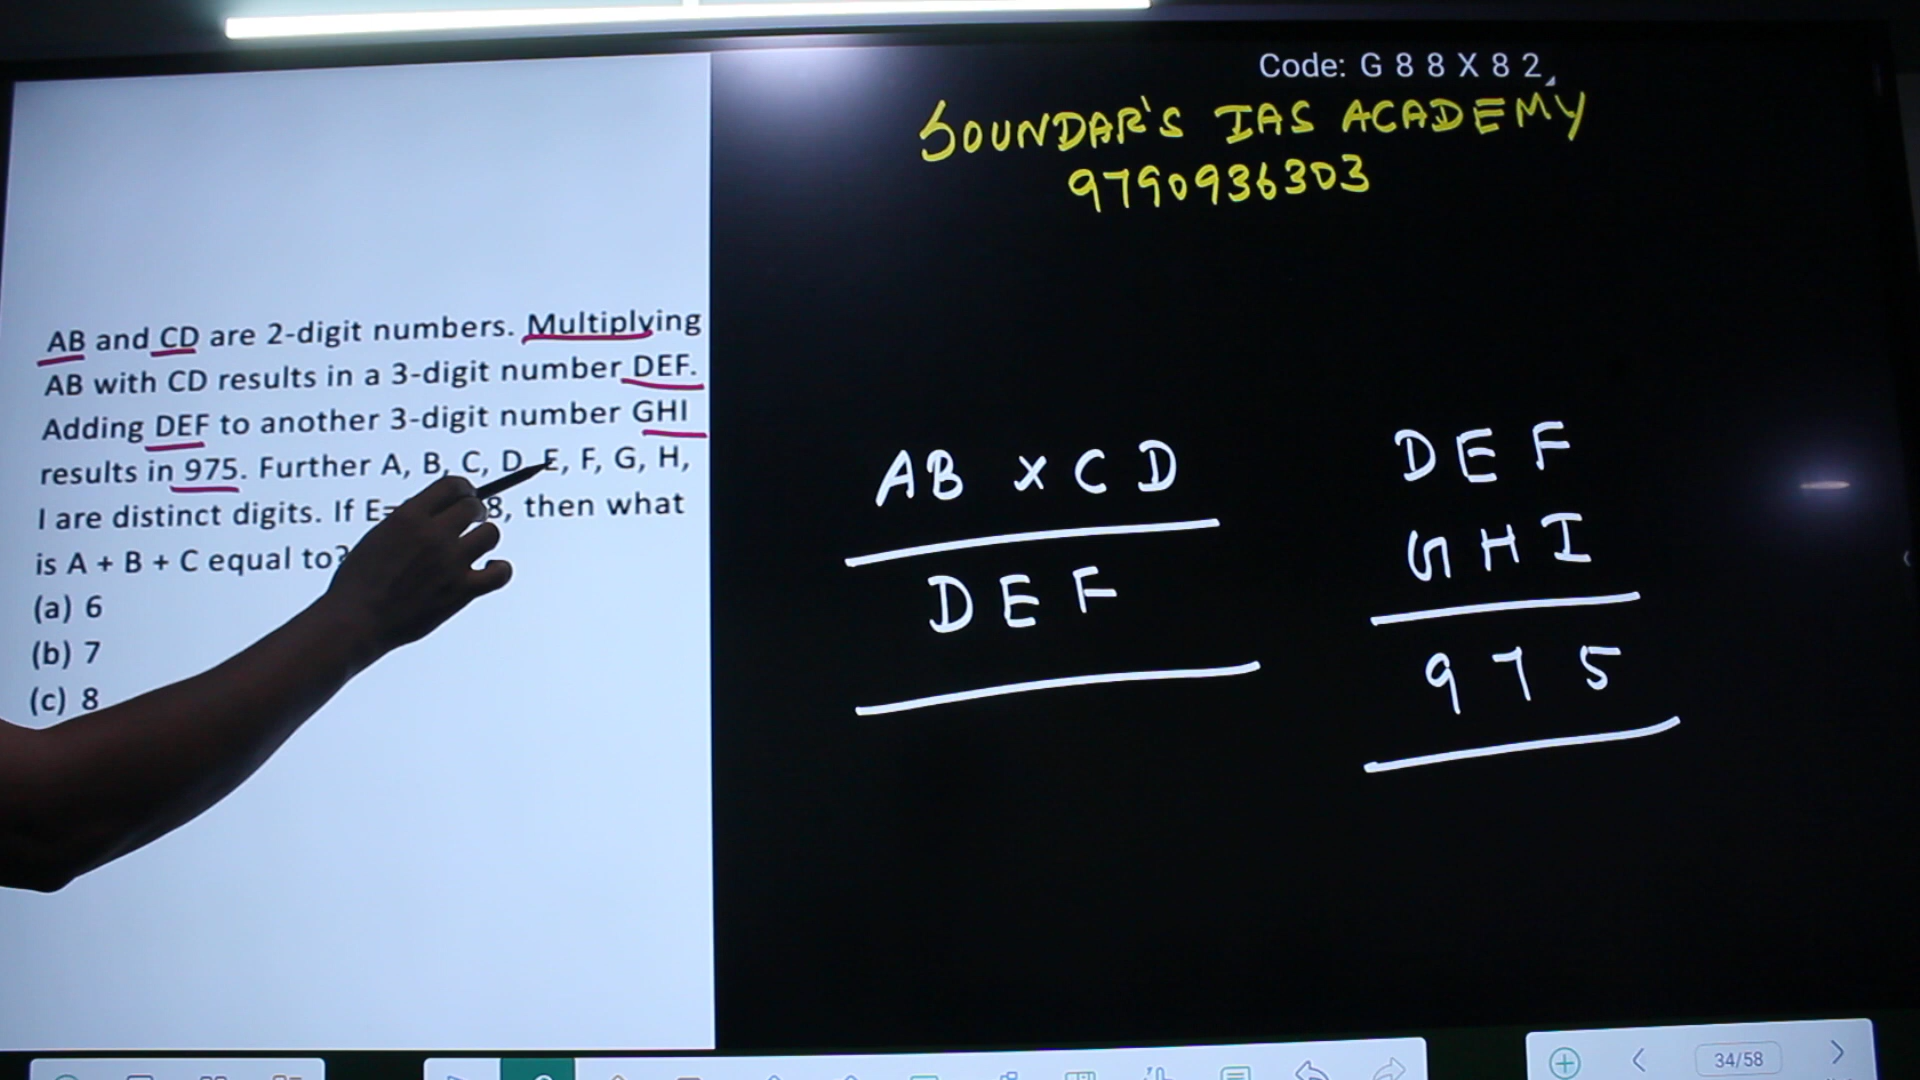 Code: G 8 8 X 8 2
SOUNDAR'S IAS ACADEMY
9790936303
AB and CD are 2-digit numbers. Multiplying
AB with CD results in a 3-digit number DEF.
Adding DEF to another 3-digit number GHI
results in 975. Further A, B, C, D, E, F, G, H,
I are distinct digits. If E= 8, then what
is A + B + C equal to?
(a) 6
(b) 7
(c) 8
AB × CD
DEF
DEF
GHI
975
34/58